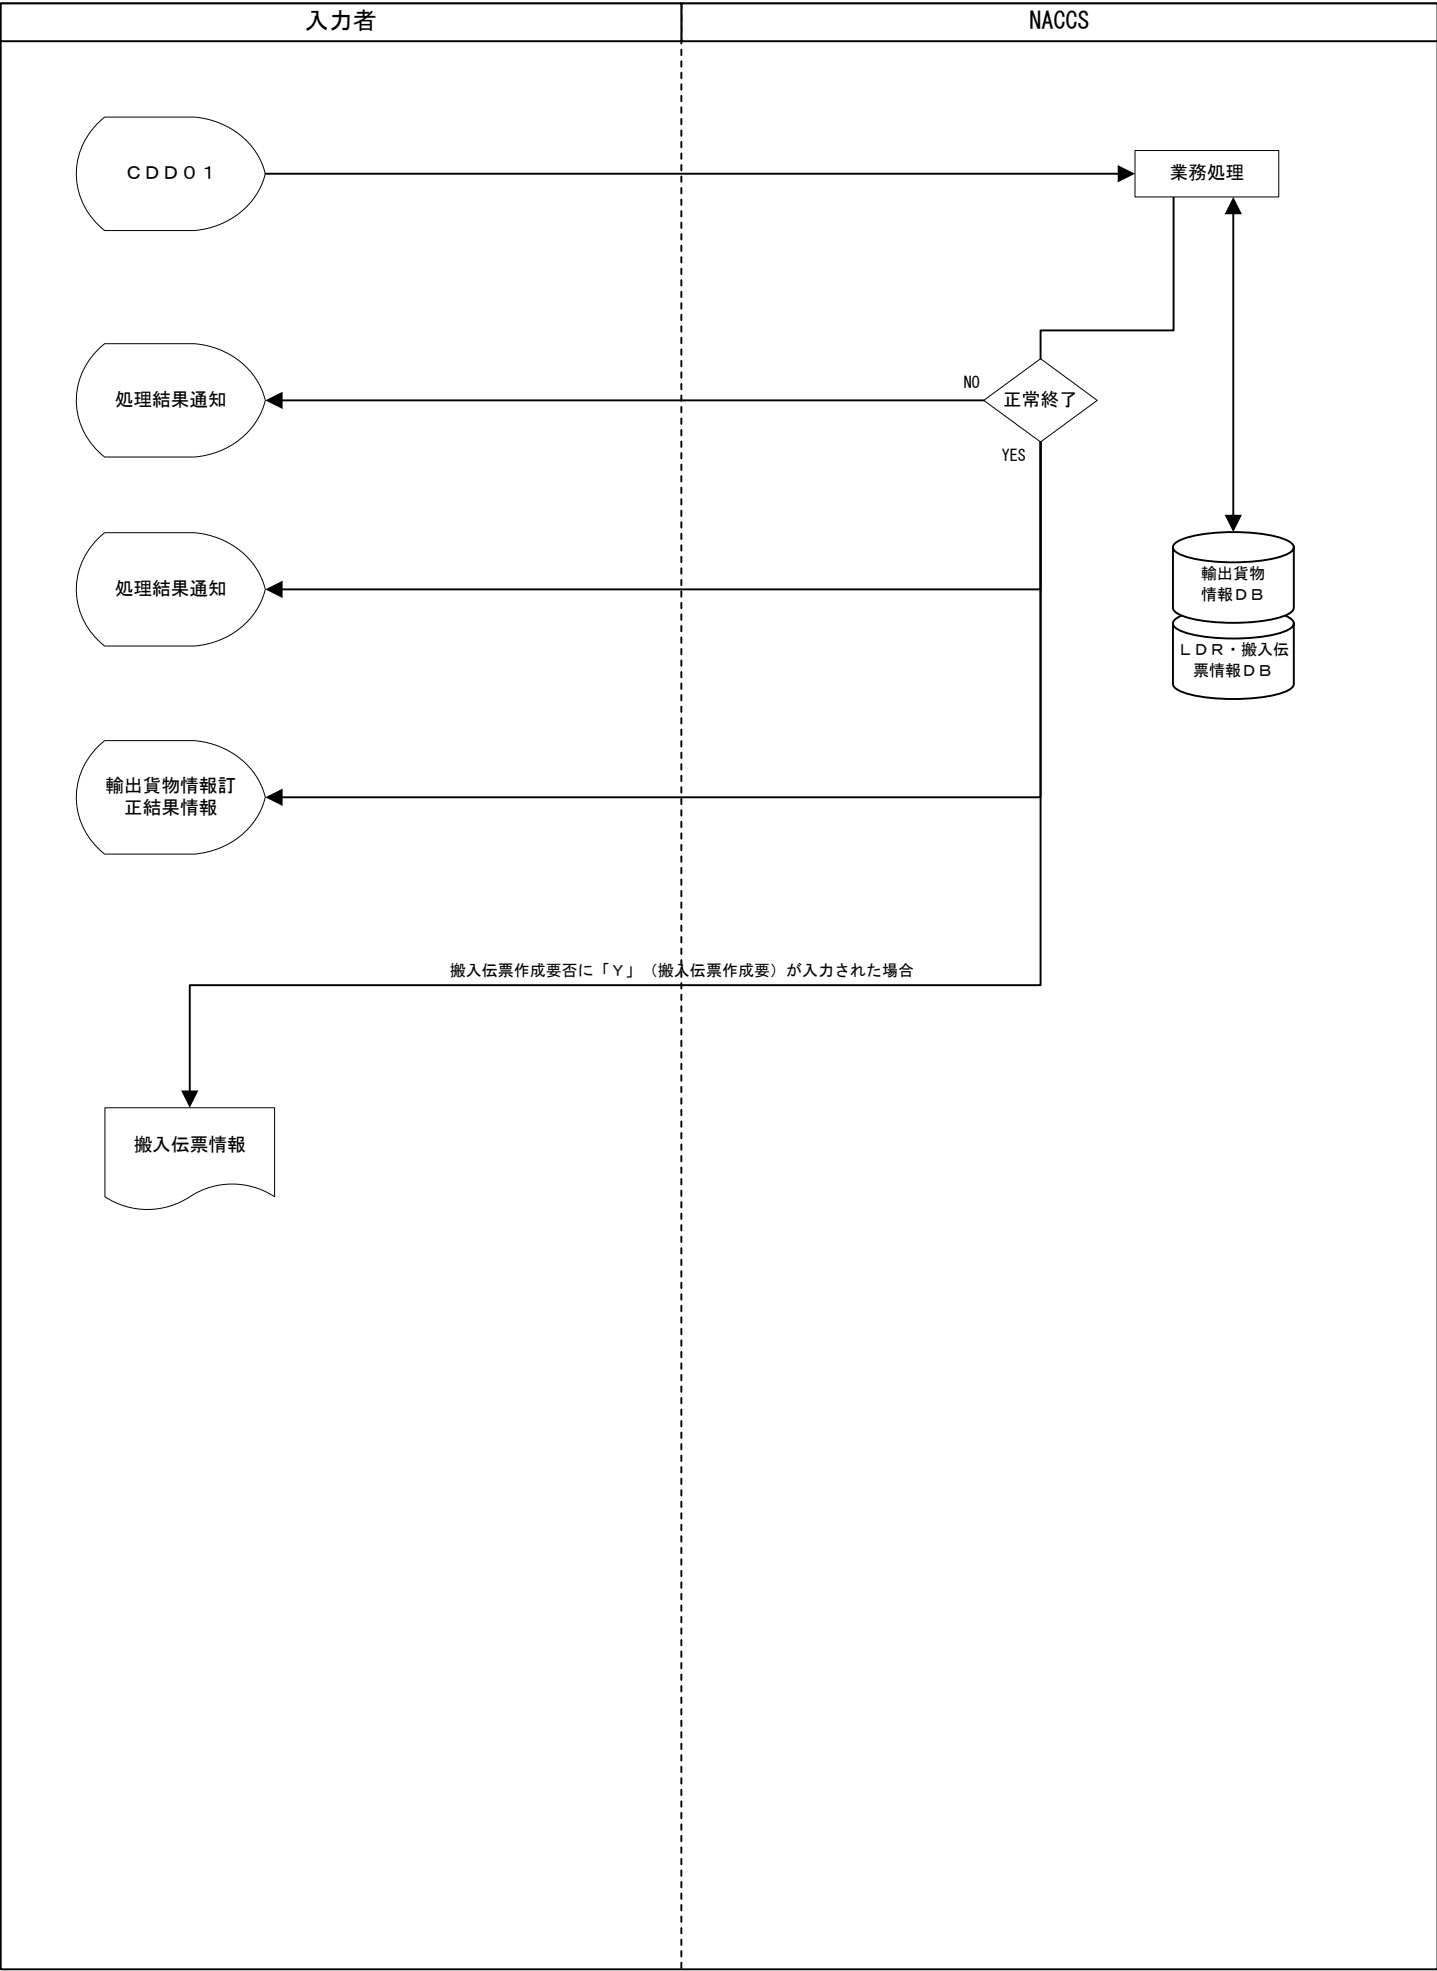 入力者
NACCS
ＣＤＤ０１
業務処理
処理結果通知
NO
正常終了
YES
処理結果通知
輸出貨物
情報ＤＢ
ＬＤＲ・搬入伝
票情報ＤＢ
輸出貨物情報訂
正結果情報
搬入伝票作成要否に「Ｙ」（搬入伝票作成要）が入力された場合
搬入伝票情報